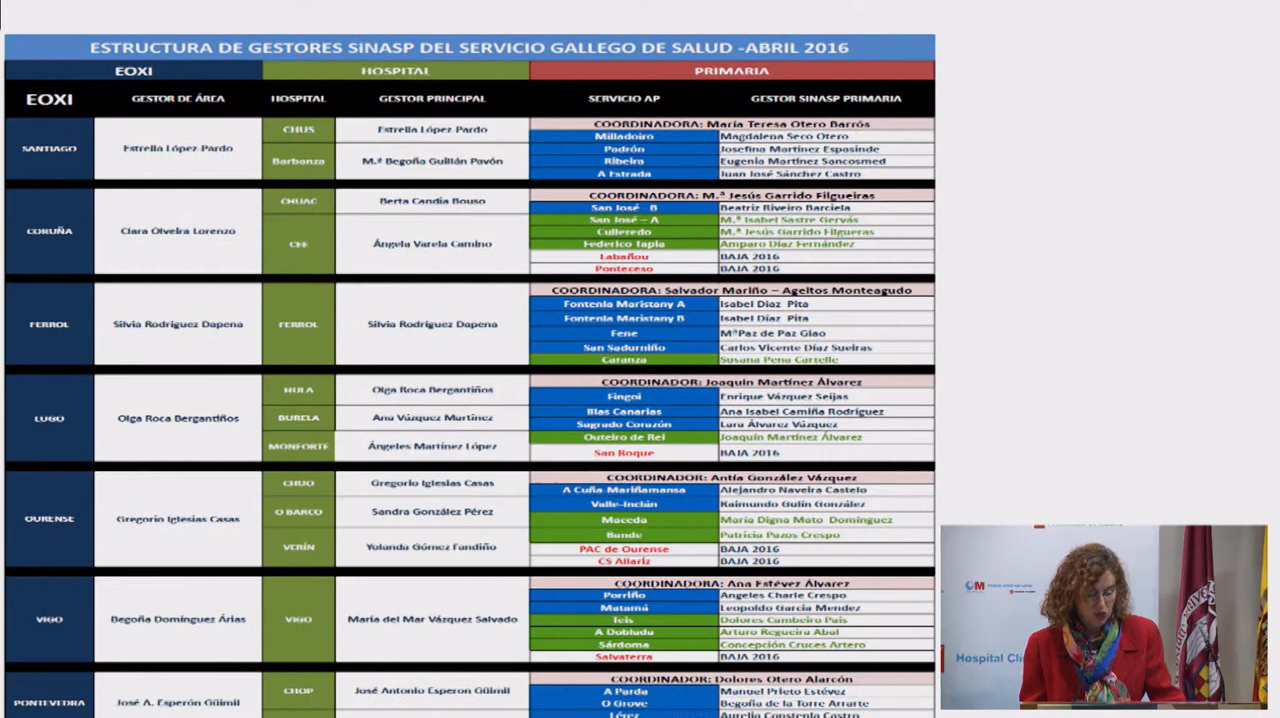 ESTRUCTURA DE GESTORES SINASP DEL SERVICIO GALLEGO DE SALUD -ABRIL 2016
EOXI HOSPITAL PRIMARIA
EOXI GESTOR DE ÁREA HOSPITAL GESTOR PRINCIPAL SERVICIO AP GESTOR SINASP PRIMARIA
COORDINADORA: María Teresa Otero Barrós
SANTIAGO Estrella López Pardo
CHUS Estrella López Pardo
Barbanza M.ª Begoña Guillán Pavón
Milladoiro Magdalena Seco Otero
Padrón Josefina Martínez Espasinde
Ribeira Eugenia Martínez Sancosmed
A Estrada Juan José Sánchez Castro
COORDINADORA: M.ª Jesús Garrido Filgueiras
CORUÑA Clara Olveira Lorenzo
CHUAC Berta Candia Bouso
CEE Ángela Varela Camino
San José - B Beatriz Riveiro Barciela
San José – A M.ª Isabel Sastre Gervás
Culleredo M.ª Jesús Garrido Filgueras
Federico Tapia Amparo Díaz Fernández
Labañou BAJA 2016
Ponteceso BAJA 2016
COORDINADORA: Salvador Mariño – Ageitos Monteagudo
FERROL Silvia Rodríguez Dapena
FERROL Silvia Rodríguez Dapena
Fontenla Maristany A Isabel Díaz Pita
Fontenla Maristany B Isabel Díaz Pita
Fene MªPaz de Paz Giao
San Sadurniño Carlos Vicente Díaz Sueiras
Caranza Susana Pena Cartelle
COORDINADOR: Joaquín Martínez Álvarez
LUGO Olga Roca Bergantiños
HULA Olga Roca Bergantiños
BURELA Ana Vázquez Martínez
MONFORTE Ángeles Martínez López
Fingoi Enrique Vázquez Seijas
Illas Canarias Ana Isabel Camiña Rodríguez
Sagrado Corazón Lara Álvarez Vázquez
Outeiro de Rei Joaquín Martínez Álvarez
San Roque BAJA 2016
COORDINADOR: Antía González Vázquez
OURENSE Gregorio Iglesias Casas
CHUO Gregorio Iglesias Casas
O BARCO Sandra González Pérez
VERÍN Yolanda Gómez Fandiño
A Cuña Mariñamansa Alejandro Naveira Castelo
Valle-Inclán Raimundo Gulín González
Maceda María Digna Mato Domínguez
Bande Patricia Pazos Crespo
PAC de Ourense BAJA 2016
CS Allariz BAJA 2016
COORDINADORA: Ana Estévez Álvarez
VIGO Begoña Domínguez Árias
VIGO María del Mar Vázquez Salvado
Porriño Angeles Charle Crespo
Matamá Leopoldo García Mendez
Teis Dolores Cambeiro Pais
A Doblada Arturo Regueira Abal
Sárdoma Concepción Cruces Artero
Salvaterra BAJA 2016
COORDINADOR: Dolores Otero Alarcón
PONTEVEDRA José A. Esperón Güimil
CHOP José Antonio Esperon Güimil
A Parda Manuel Prieto Estévez
O Grove Begoña de la Torre Arrarte
Lérez Aurelia Constenla Castro
Hospital Clí